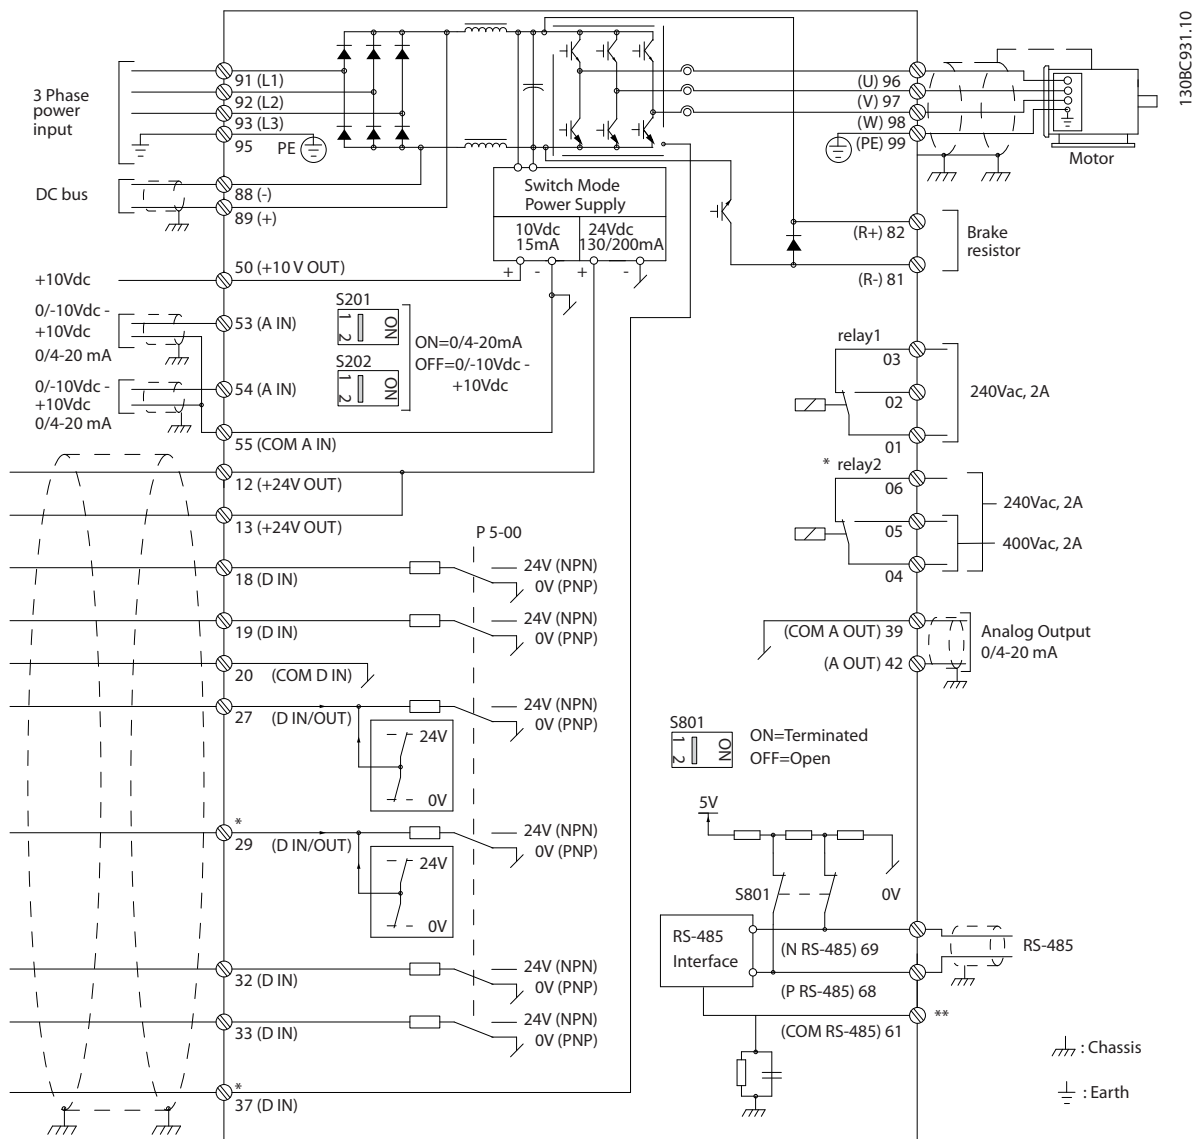 130BC931.10
3 Phase
power
input
91 (L1)
92 (L2)
93 (L3)
95
PE
DC bus
88 (-)
89 (+)
Switch Mode
Power Supply
10Vdc
15mA
24Vdc
130/200mA
+ - + -
(U) 96
(V) 97
(W) 98
(PE) 99
Motor
(R+) 82
Brake
resistor
(R-) 81
+10Vdc
50 (+10 V OUT)
0/-10Vdc -
+10Vdc
0/4-20 mA
53 (A IN)
S201
1 2
ON
S202
1 2
ON
ON=0/4-20mA
OFF=0/-10Vdc -
+10Vdc
0/-10Vdc -
+10Vdc
0/4-20 mA
54 (A IN)
55 (COM A IN)
12 (+24V OUT)
13 (+24V OUT)
P 5-00
18 (D IN)
24V (NPN)
0V (PNP)
19 (D IN)
24V (NPN)
0V (PNP)
20 (COM D IN)
27 (D IN/OUT)
24V (NPN)
0V (PNP)
24V
0V
*
29 (D IN/OUT)
24V (NPN)
0V (PNP)
24V
0V
32 (D IN)
24V (NPN)
0V (PNP)
33 (D IN)
24V (NPN)
0V (PNP)
*
37 (D IN)
relay1
03
02
01
240Vac, 2A
* relay2
06
05
04
240Vac, 2A
400Vac, 2A
(COM A OUT) 39
(A OUT) 42
Analog Output
0/4-20 mA
S801
1 2
ON
ON=Terminated
OFF=Open
5V
S801
0V
RS-485
Interface
(N RS-485) 69
(P RS-485) 68
(COM RS-485) 61
RS-485
**
: Chassis
: Earth